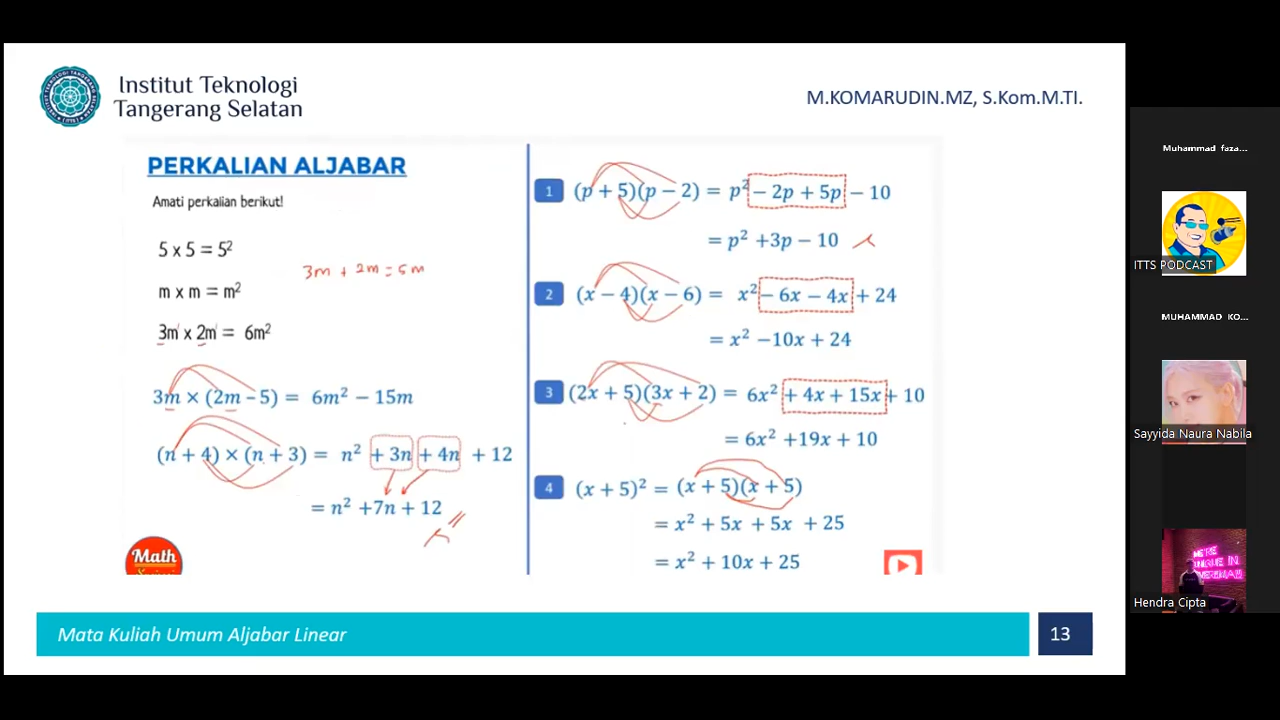 Institut Teknologi
Tangerang Selatan
M.KOMARUDIN.MZ, S.Kom.M.TI.
PERKALIAN ALJABAR
Amati perkalian berikut!
5 x 5 = 5²
3m + 2m = 5m
m x m = m²
3m x 2m = 6m²
3m × (2m – 5) = 6m² − 15m
(n + 4) × (n + 3) = n² + 3n + 4n + 12
= n² +7n + 12
Math
1 (p + 5)(p − 2) = p² − 2p + 5p − 10
= p² +3p − 10
2 (x − 4)(x − 6) = x² − 6x − 4x + 24
= x² −10x + 24
3 (2x + 5)(3x + 2) = 6x² + 4x + 15x + 10
= 6x² +19x + 10
4 (x + 5)² = (x + 5)(x + 5)
= x² + 5x + 5x + 25
= x² + 10x + 25
Mata Kuliah Umum Aljabar Linear
13
Muhammad faza...
ITTS PODCAST
MUHAMMAD KO...
Sayyida Naura Nabila
WE'RE
UNIQUE IN
Hendra Cipta